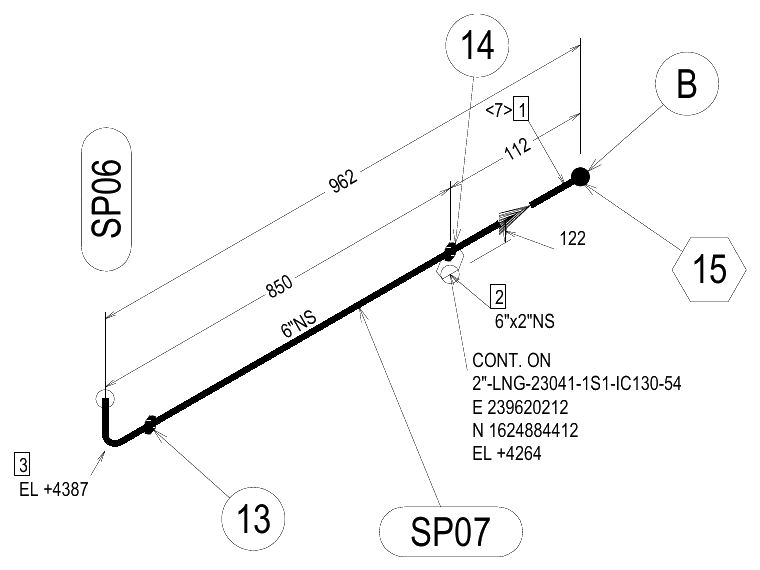 14
B
<7> 1
SP06
962
112
122
15
850
2
6"x2"NS
6"NS
CONT. ON
2"-LNG-23041-1S1-IC130-54
E 239620212
N 1624884412
EL +4264
3
EL +4387
13
SP07